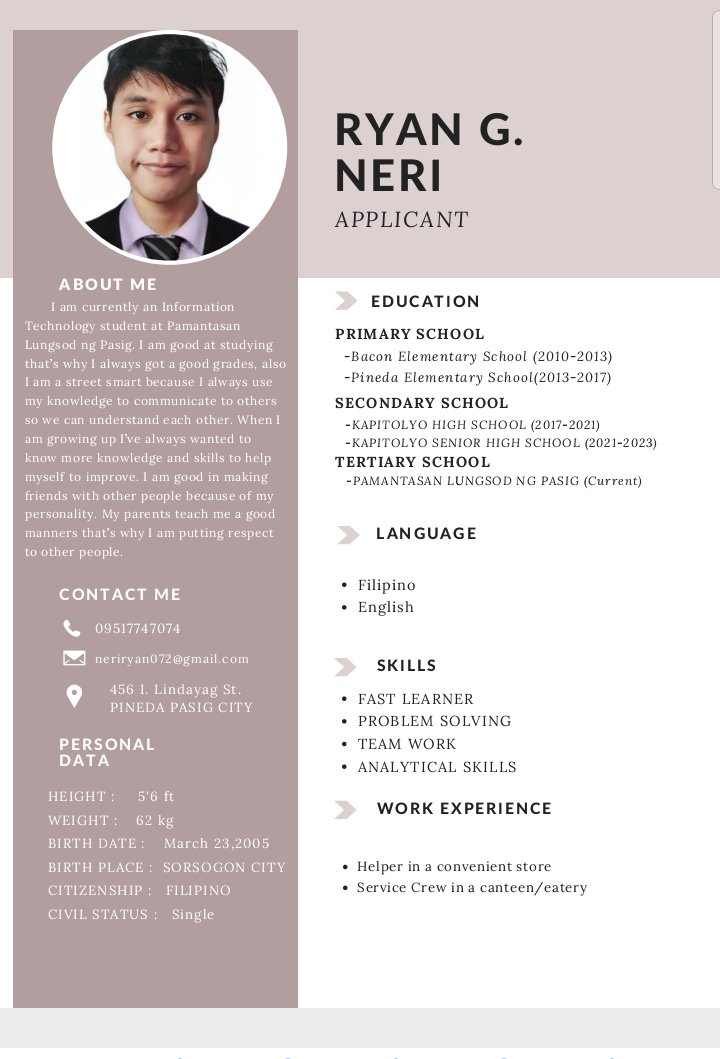 RYAN G.
NERI
APPLICANT
ABOUT ME
I am currently an Information
Technology student at Pamantasan
Lungsod ng Pasig. I am good at studying
that's why I always got a good grades, also
I am a street smart because I always use
my knowledge to communicate to others
so we can understand each other. When I
am growing up I've always wanted to
know more knowledge and skills to help
myself to improve. I am good in making
friends with other people because of my
personality. My parents teach me a good
manners that's why I am putting respect
to other people.
CONTACT ME
09517747074
neriryan072@gmail.com
456 I. Lindayag St.
PINEDA PASIG CITY
PERSONAL
DATA
HEIGHT : 5'6 ft
WEIGHT : 62 kg
BIRTH DATE : March 23,2005
BIRTH PLACE : SORSOGON CITY
CITIZENSHIP : FILIPINO
CIVIL STATUS : Single
EDUCATION
PRIMARY SCHOOL
-Bacon Elementary School (2010-2013)
-Pineda Elementary School(2013-2017)
SECONDARY SCHOOL
-KAPITOLYO HIGH SCHOOL (2017-2021)
-KAPITOLYO SENIOR HIGH SCHOOL (2021-2023)
TERTIARY SCHOOL
-PAMANTASAN LUNGSOD NG PASIG (Current)
LANGUAGE
• Filipino
• English
SKILLS
• FAST LEARNER
• PROBLEM SOLVING
• TEAM WORK
• ANALYTICAL SKILLS
WORK EXPERIENCE
• Helper in a convenient store
• Service Crew in a canteen/eatery